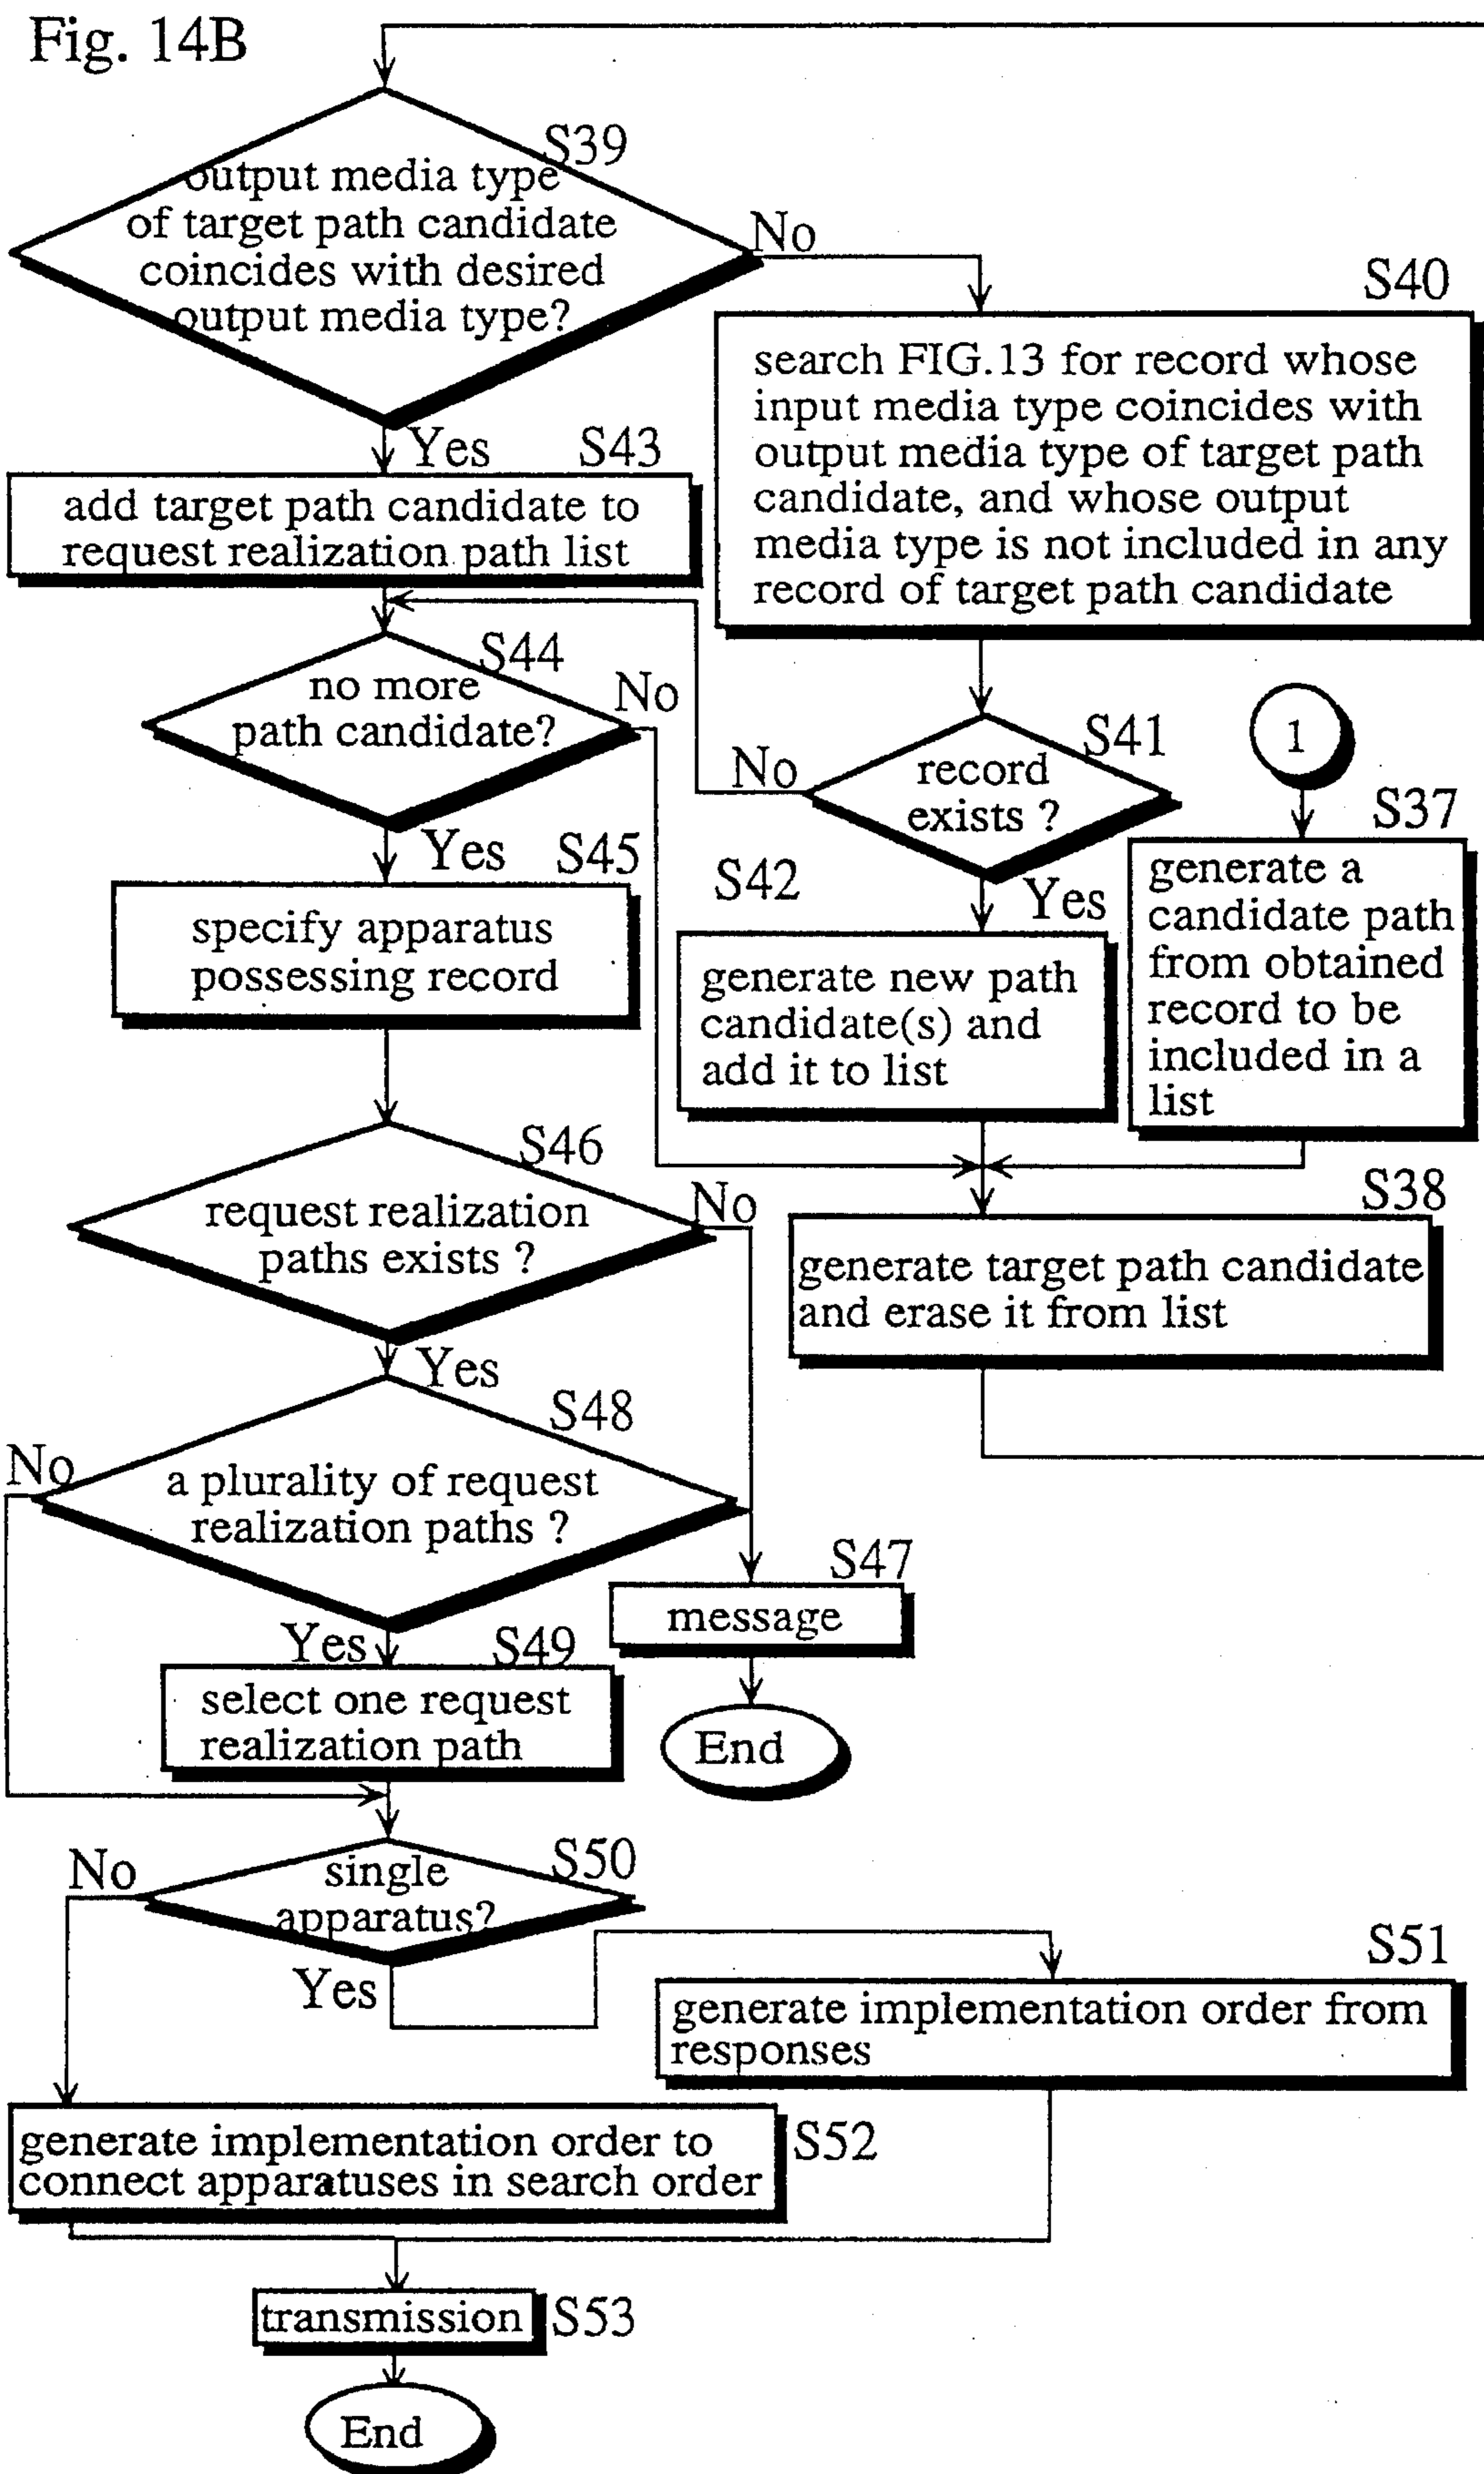 Fig. 14B
S39
output media type
of target path candidate
coincides with desired
output media type?
No
S40
search FIG.13 for record whose
input media type coincides with
output media type of target path
candidate, and whose output
media type is not included in any
record of target path candidate
Yes
S43
add target path candidate to
request realization path list
S44
no more
path candidate?
No
S41
record
exists ?
No
1
S37
generate a
candidate path
from obtained
record to be
included in a
list
Yes
S45
specify apparatus
possessing record
S42
Yes
generate new path
candidate(s) and
add it to list
S46
request realization
paths exists ?
No
S38
generate target path candidate
and erase it from list
Yes
S48
No
a plurality of request
realization paths ?
S47
message
End
Yes
S49
select one request
realization path
No
S50
single
apparatus?
Yes
S51
generate implementation order from
responses
generate implementation order to
connect apparatuses in search order
S52
transmission
S53
End